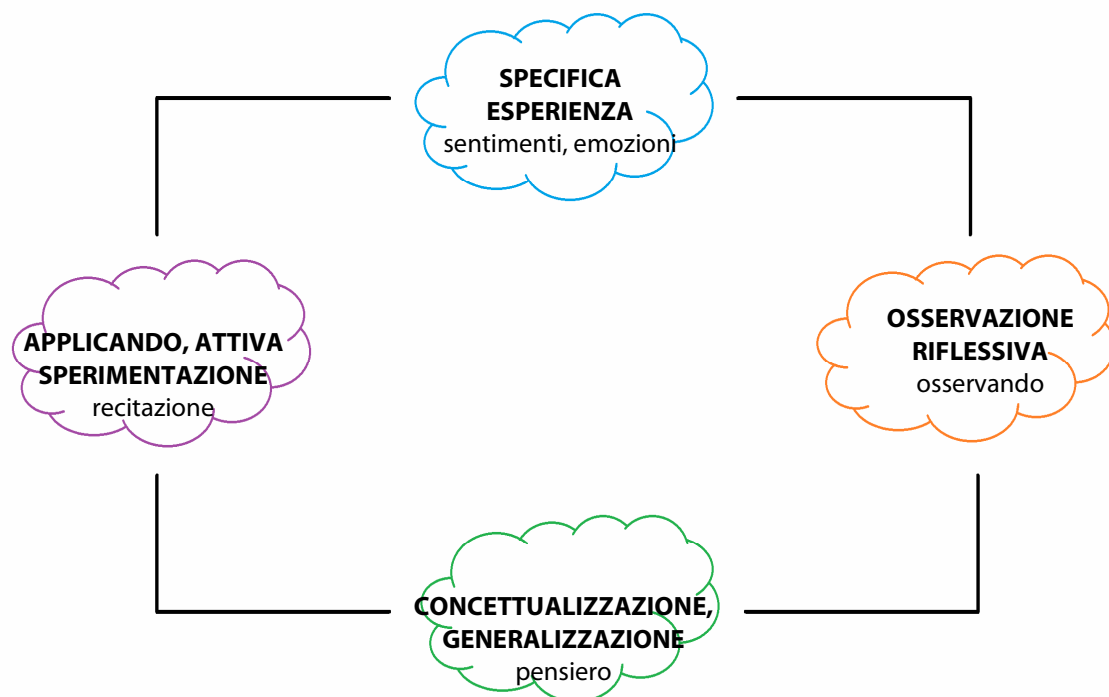 SPECIFICA
ESPERIENZA
sentimenti, emozioni
APPLICANDO, ATTIVA
SPERIMENTAZIONE
recitazione
OSSERVAZIONE
RIFLESSIVA
osservando
CONCETTUALIZZAZIONE,
GENERALIZZAZIONE
pensiero